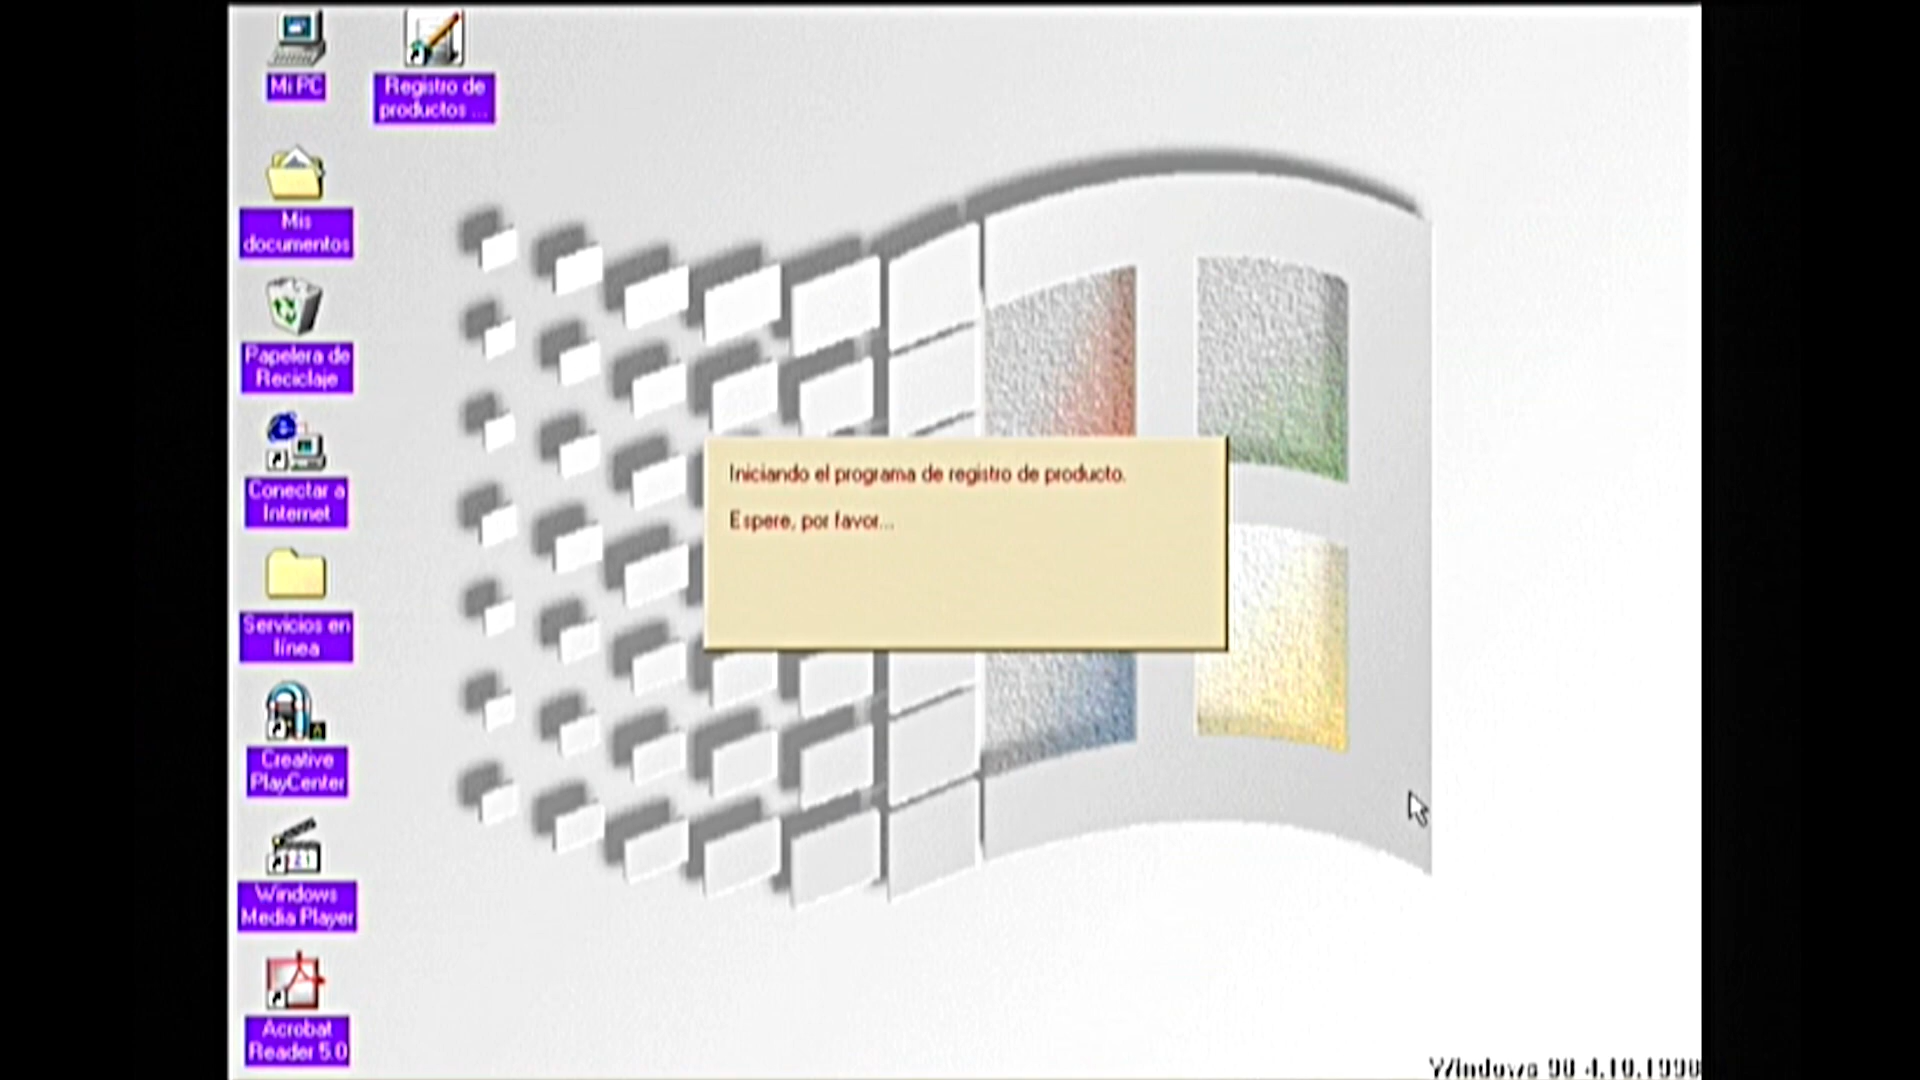 Mi PC
Registro de
productos ...
Mis
documentos
Papelera de
Reciclaje
Conectar a
Internet
Servicios en
línea
Creative
PlayCenter
Windows
Media Player
Acrobat
Reader 5.0
Iniciando el programa de registro de producto.
Espere, por favor...
Windows 98 4.10.1998